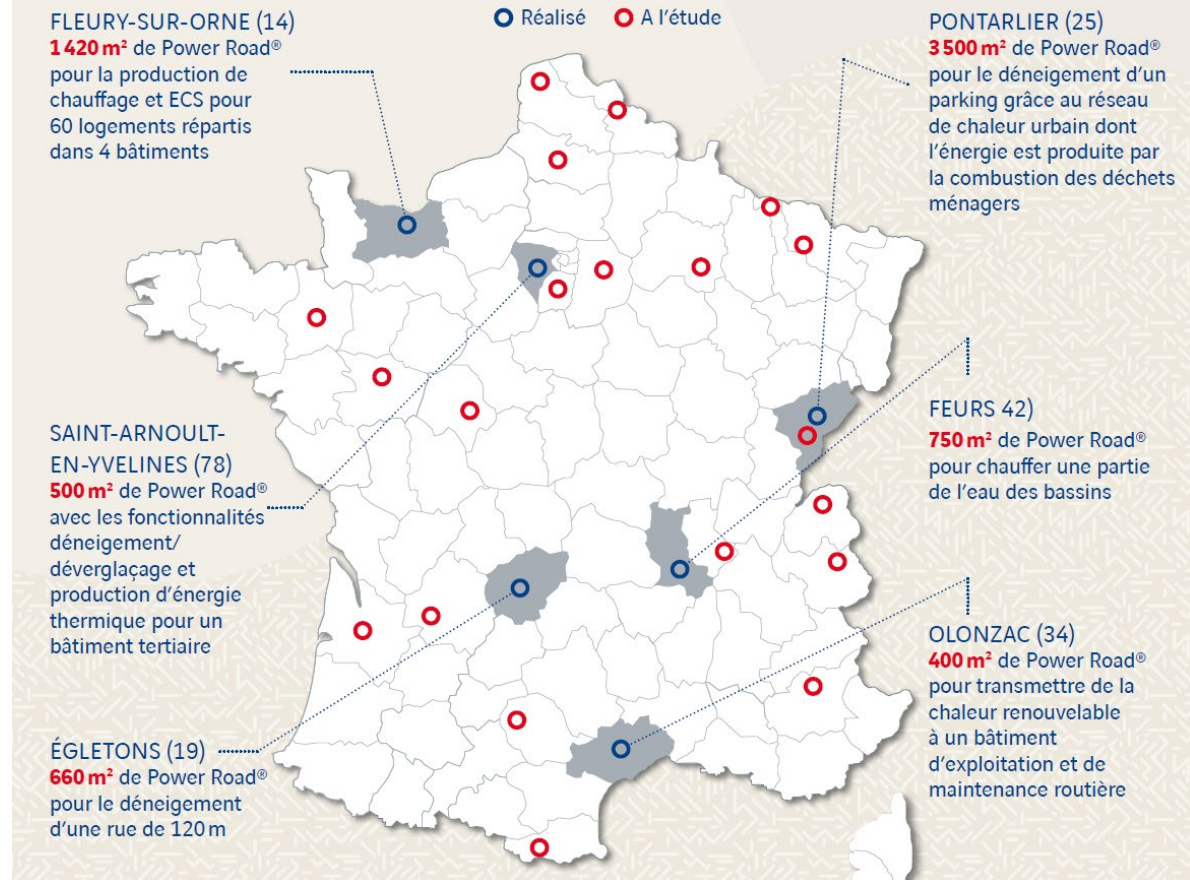 Réalisé
A l'étude
FLEURY-SUR-ORNE (14)
1 420 m² de Power Road®
pour la production de
chauffage et ECS pour
60 logements répartis
dans 4 bâtiments
SAINT-ARNOULT-
EN-YVELINES (78)
500 m² de Power Road®
avec les fonctionnalités
déneigement/
déverglaçage et
production d'énergie
thermique pour un
bâtiment tertiaire
ÉGLETONS (19)
660 m² de Power Road®
pour le déneigement
d'une rue de 120 m
PONTARLIER (25)
3 500 m² de Power Road®
pour le déneigement d'un
parking grâce au réseau
de chaleur urbain dont
l'énergie est produite par
la combustion des déchets
ménagers
FEURS 42)
750 m² de Power Road®
pour chauffer une partie
de l'eau des bassins
OLONZAC (34)
400 m² de Power Road®
pour transmettre de la
chaleur renouvelable
à un bâtiment
d'exploitation et de
maintenance routière